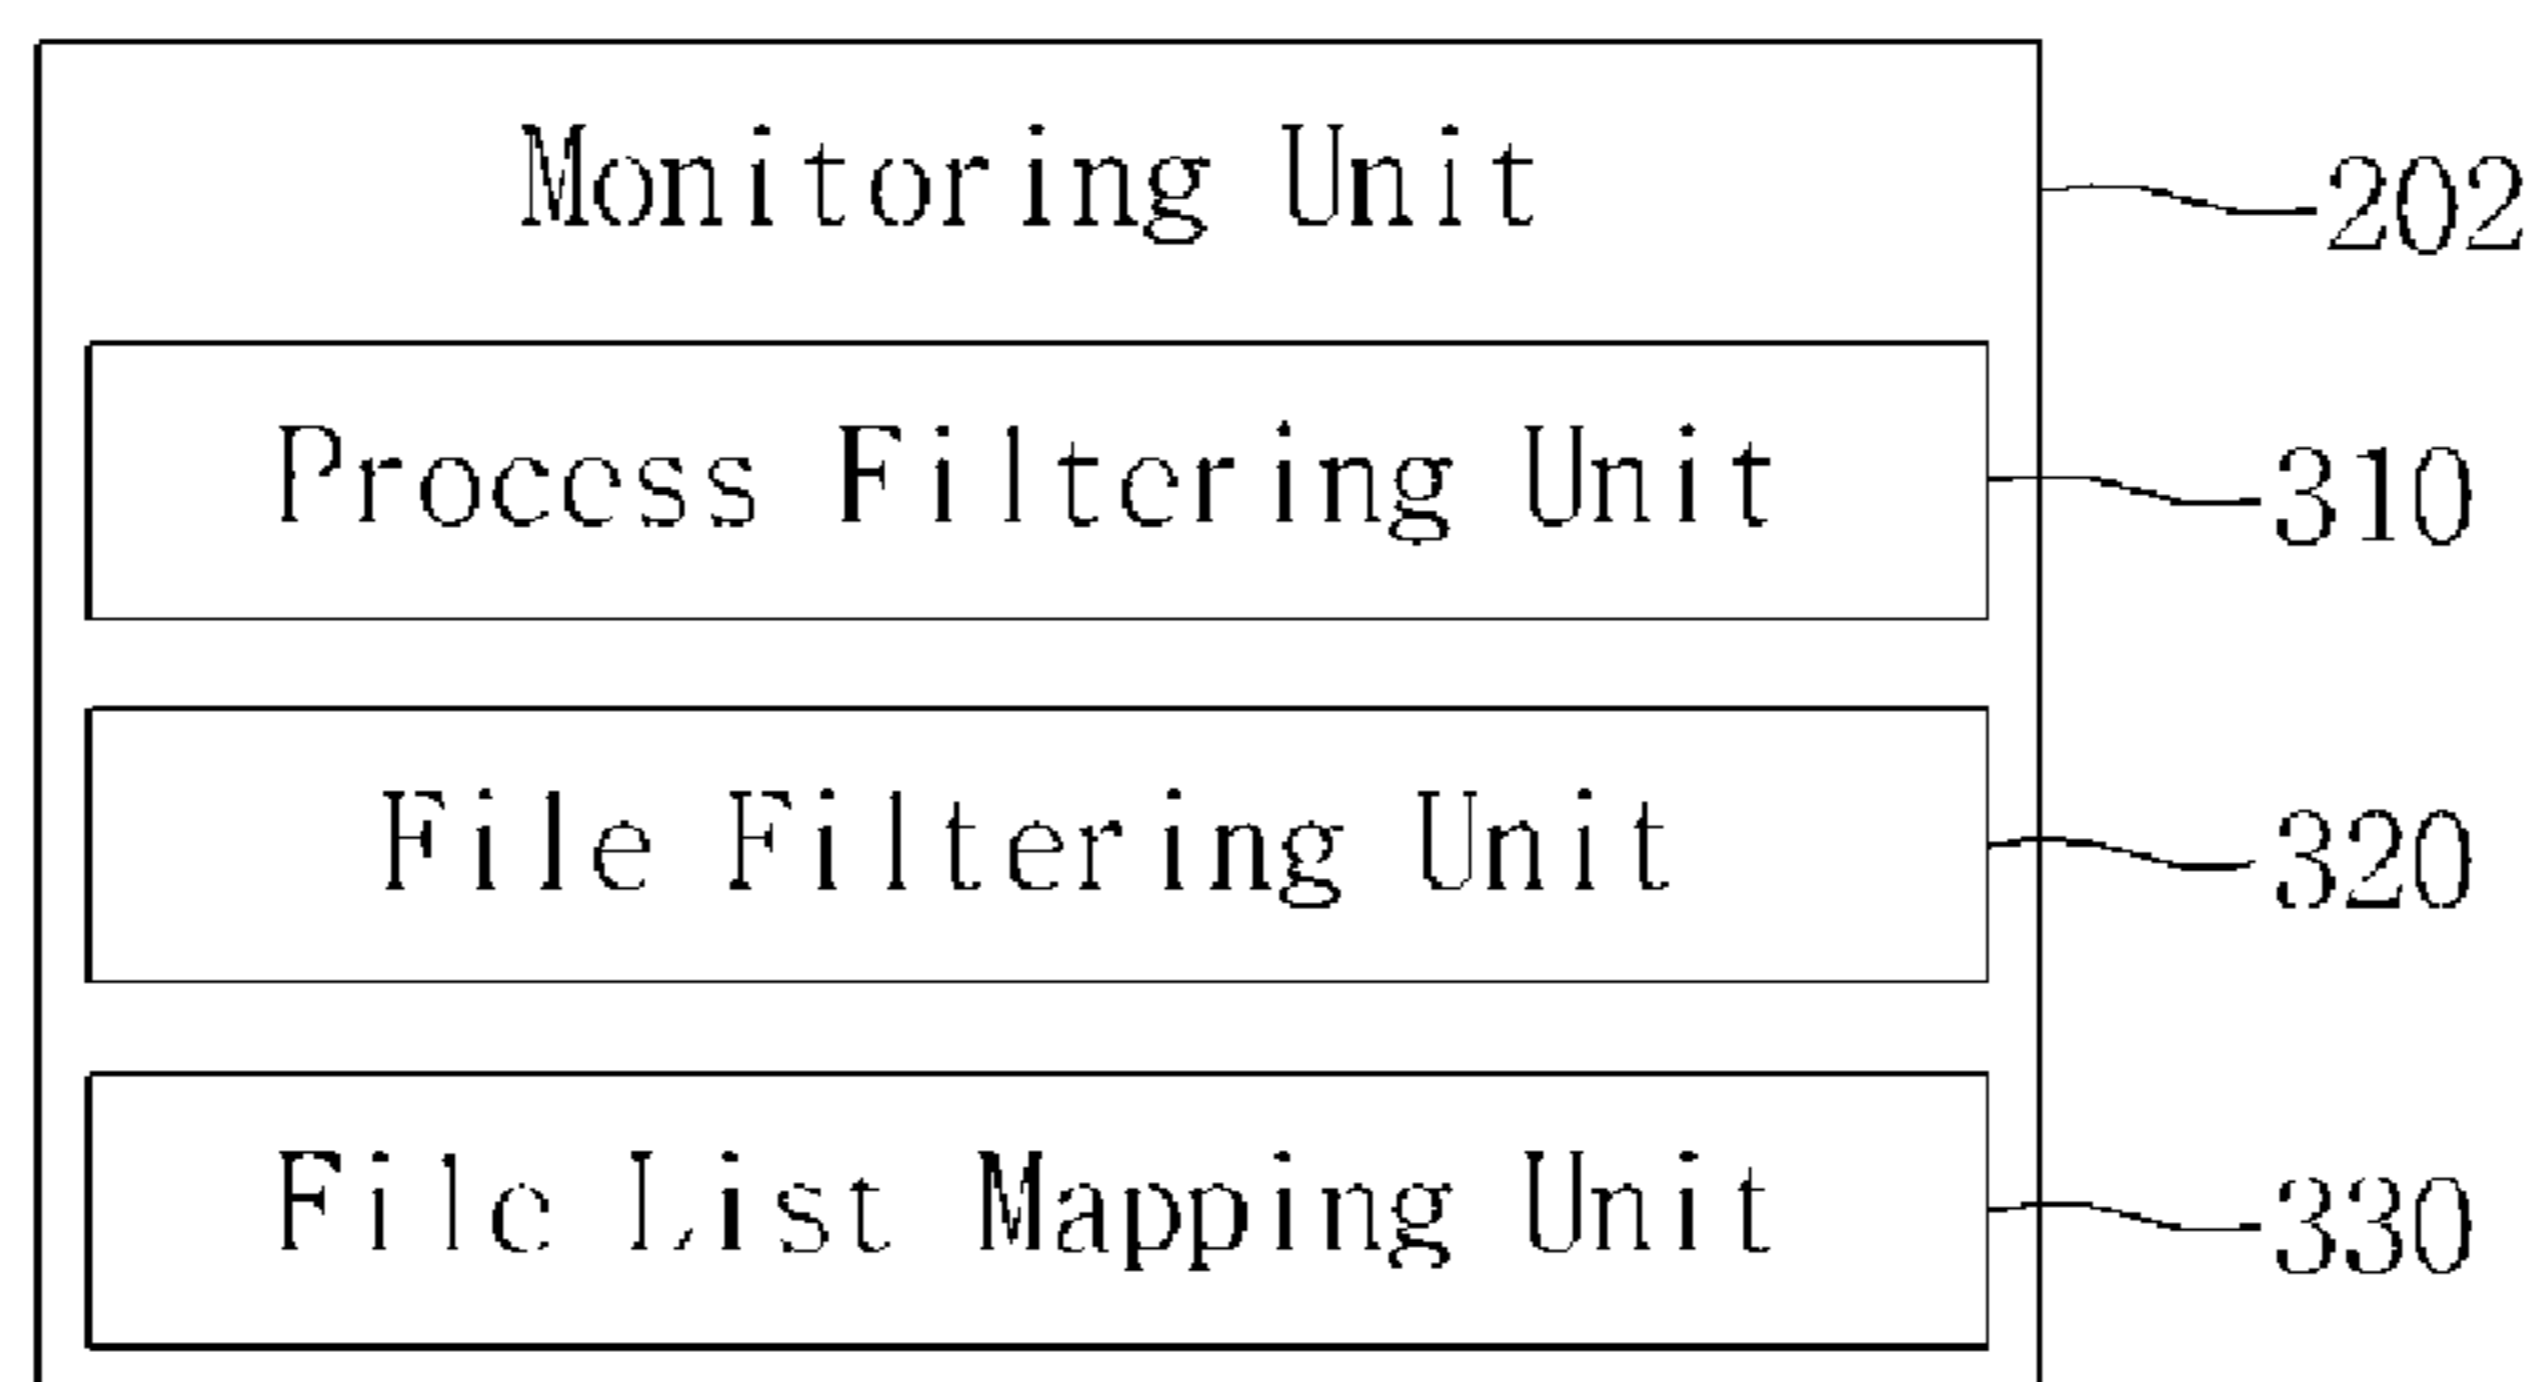 Monitoring Unit 202
Process Filtering Unit 310
File Filtering Unit 320
File List Mapping Unit 330